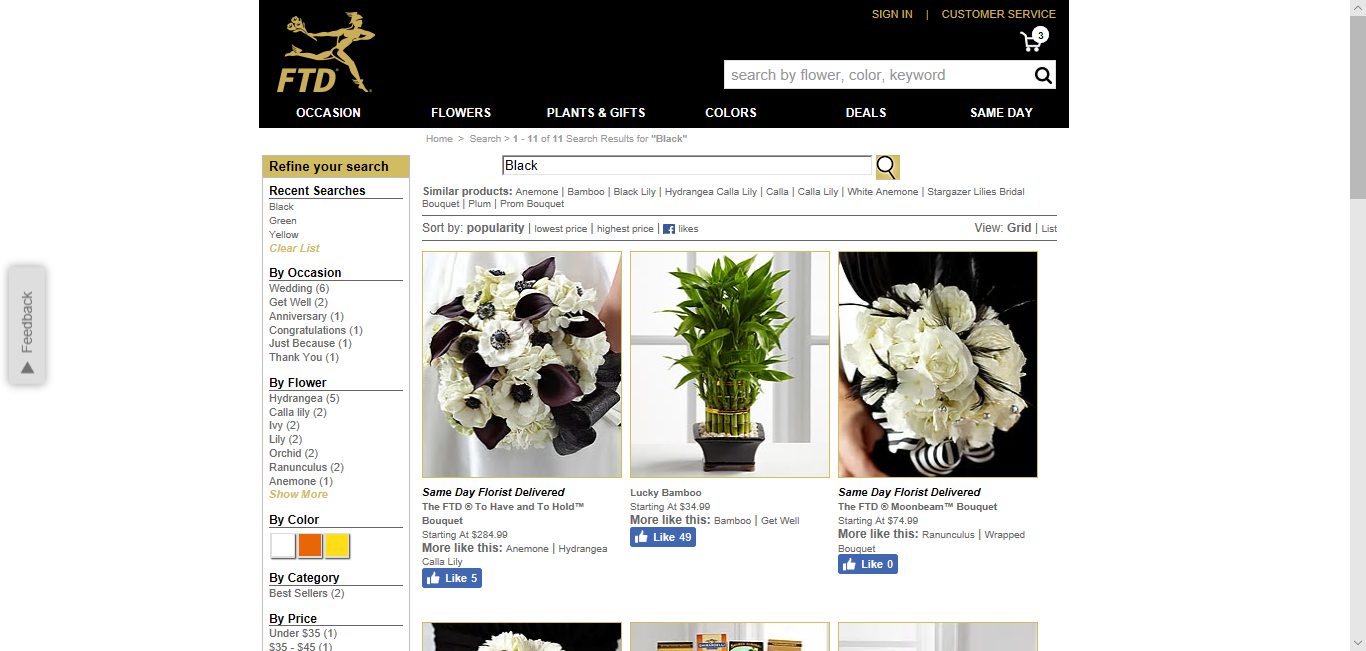 SIGN IN | CUSTOMER SERVICE
3
FTD
search by flower, color, keyword
OCCASION FLOWERS PLANTS & GIFTS COLORS DEALS SAME DAY
Home > Search > 1 - 11 of 11 Search Results for "Black"
Refine your search
Recent Searches
Black
Green
Yellow
Clear List
By Occasion
Wedding (6)
Get Well (2)
Anniversary (1)
Congratulations (1)
Just Because (1)
Thank You (1)
By Flower
Hydrangea (5)
Calla lily (2)
Ivy (2)
Lily (2)
Orchid (2)
Ranunculus (2)
Anemone (1)
Show More
By Color
By Category
Best Sellers (2)
By Price
Under $35 (1)
$35 - $45 (1)
Feedback
Black
Similar products: Anemone | Bamboo | Black Lily | Hydrangea Calla Lily | Calla | Calla Lily | White Anemone | Stargazer Lilies Bridal
Bouquet | Plum | Prom Bouquet
Sort by: popularity | lowest price | highest price | f likes
View: Grid | List
Same Day Florist Delivered
The FTD ® To Have and To Hold™
Bouquet
Starting At $284.99
More like this: Anemone | Hydrangea
Calla Lily
Like 5
Lucky Bamboo
Starting At $34.99
More like this: Bamboo | Get Well
Like 49
Same Day Florist Delivered
The FTD ® Moonbeam™ Bouquet
Starting At $74.99
More like this: Ranunculus | Wrapped
Bouquet
Like 0
GHIRARDELLI